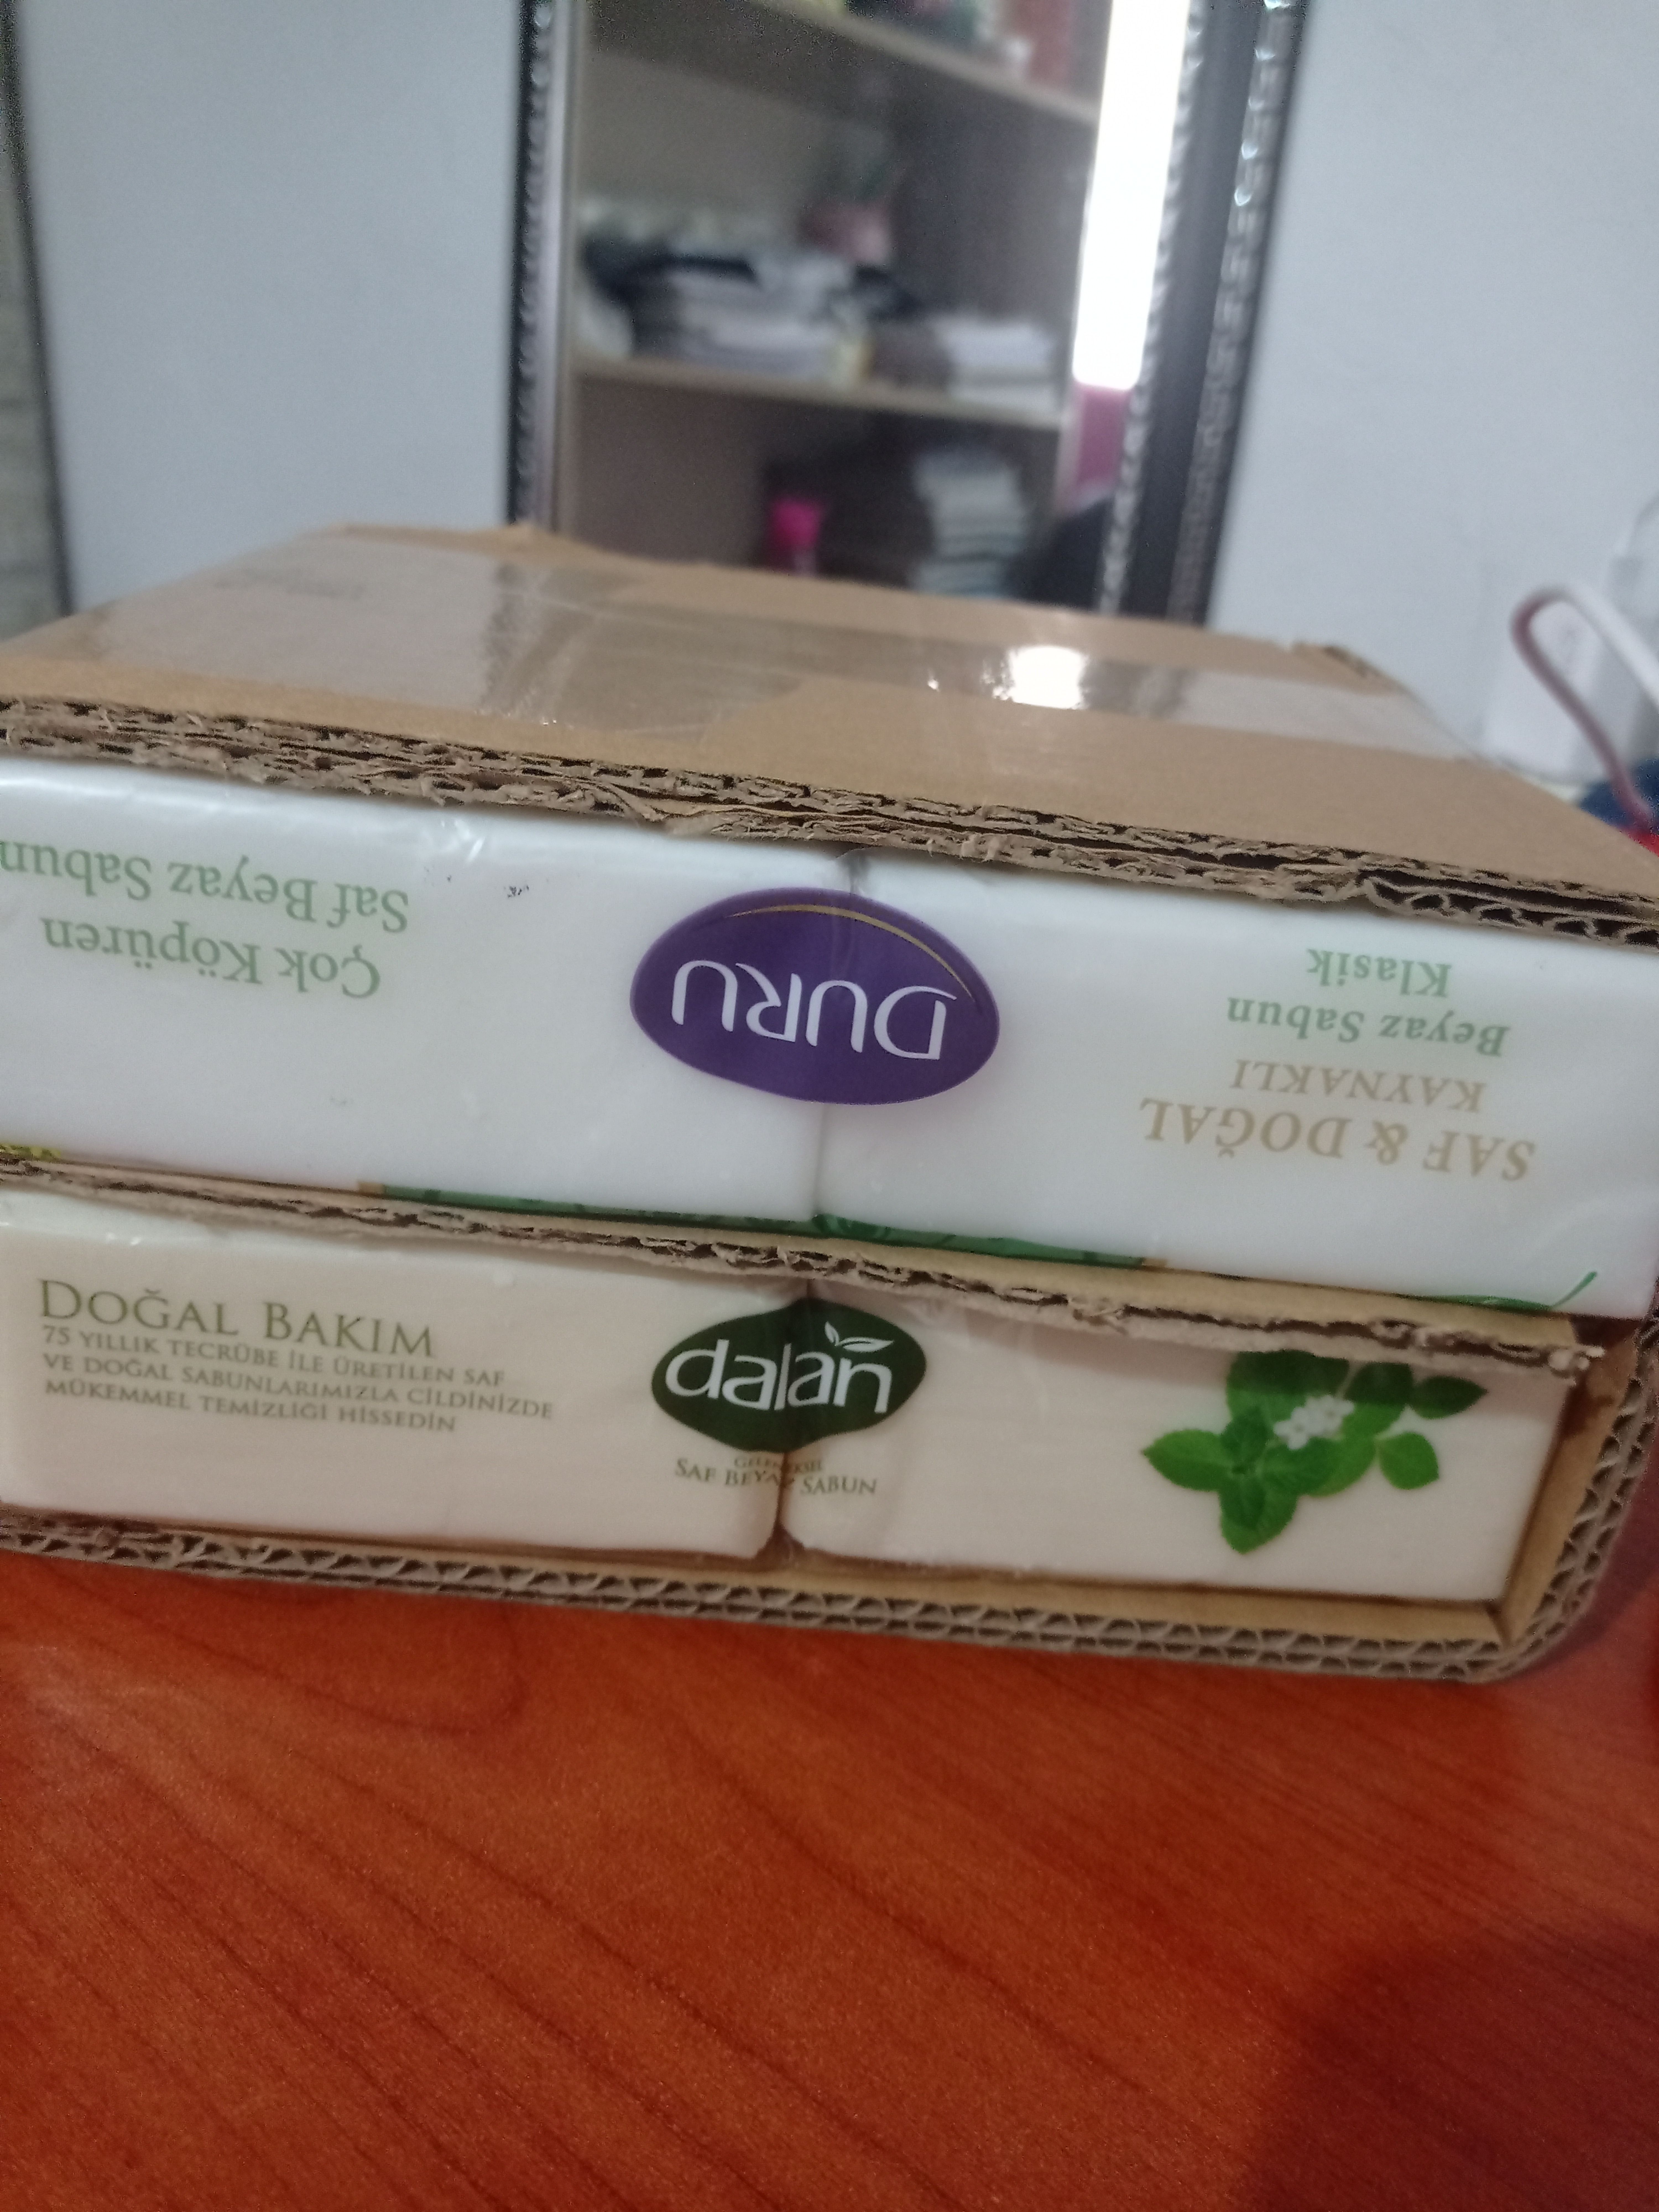 Çok Köpüren
Saf Beyaz Sabun
DURU
SAF & DOĞAL
KAYNAKLI
Beyaz Sabun
Klasik
DOĞAL BAKIM
75 YILLIK TECRÜBE İLE ÜRETİLEN SAF
VE DOĞAL SABUNLARIMIZLA CİLDİNİZDE
MÜKEMMEL TEMİZLİĞİ HİSSEDİN
dalan
SAF BEYAZ SABUN